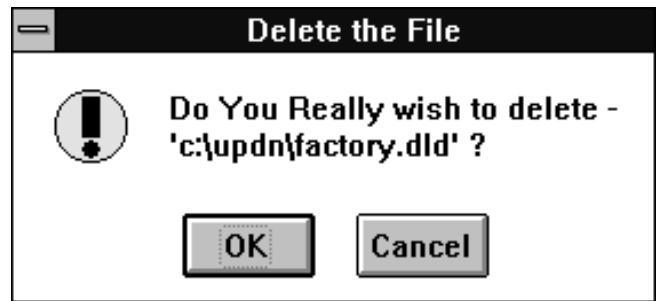 Delete the File
Do You Really wish to delete -
'c:\updn\factory.dld' ?
OK
Cancel